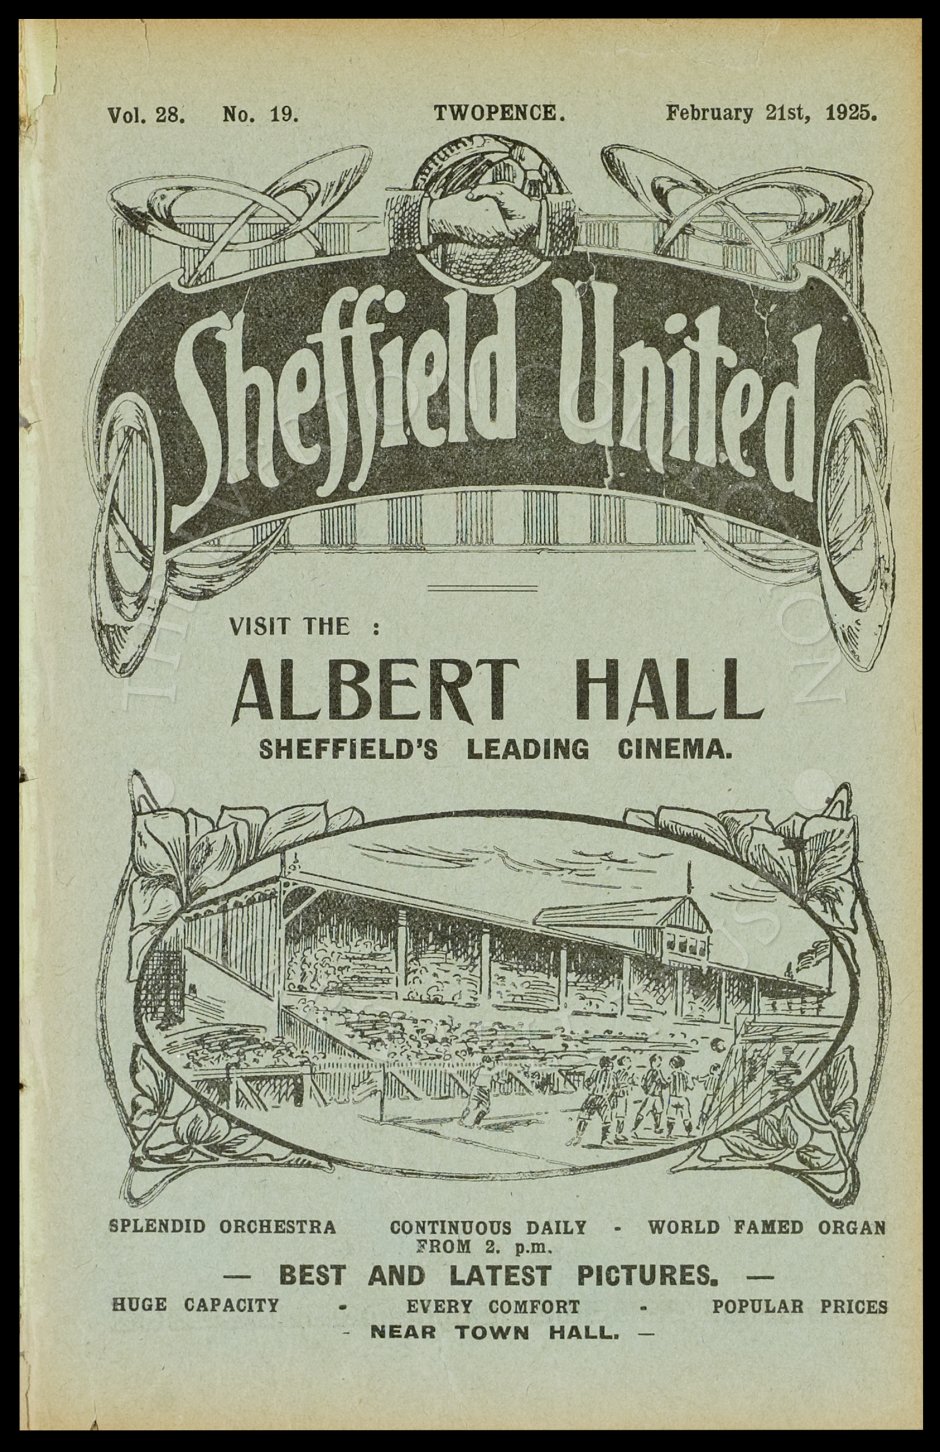 Vol. 28. No. 19. TWOPENCE. February 21st, 1925.
Sheffield United
VISIT THE :
ALBERT HALL
SHEFFIELD'S LEADING CINEMA.
SPLENDID ORCHESTRA CONTINUOUS DAILY - WORLD FAMED ORGAN
FROM 2. p.m.
— BEST AND LATEST PICTURES. —
HUGE CAPACITY - EVERY COMFORT - POPULAR PRICES
- NEAR TOWN HALL. —